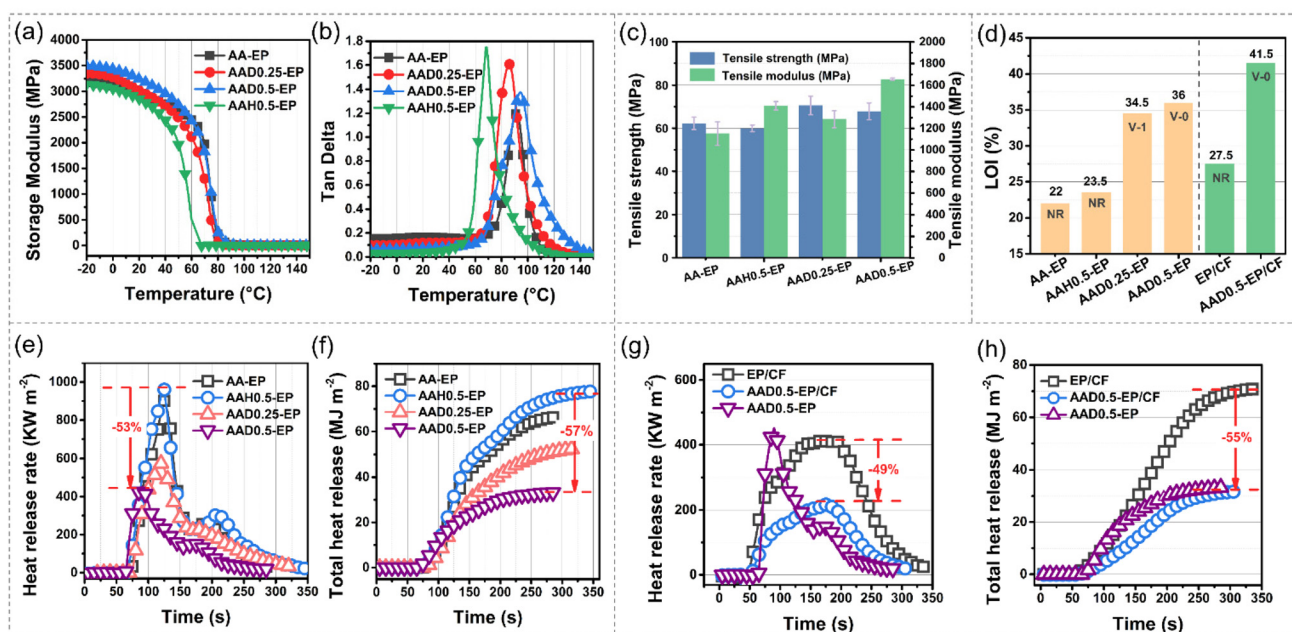 (a)
Storage Modulus (MPa)
4000
3500
3000
2500
2000
1500
1000
500
0
AA-EP
AAD0.25-EP
AAD0.5-EP
AAH0.5-EP
-20 0 20 40 60 80 100 120 140
Temperature (°C)
(b)
Tan Delta
1.8
1.6
1.4
1.2
1.0
0.8
0.6
0.4
0.2
0.0
AA-EP
AAD0.25-EP
AAD0.5-EP
AAH0.5-EP
-20 0 20 40 60 80 100 120 140
Temperature (°C)
(c)
Tensile strength (MPa)
100
80
60
40
20
0
Tensile strength (MPa)
Tensile modulus (MPa)
2000
1800
1600
1400
1200
1000
800
600
400
200
0
Tensile modulus (MPa)
AA-EP
AAH0.5-EP
AAD0.25-EP
AAD0.5-EP
(d)
LOI (%)
45
40
35
30
25
20
15
22
NR
23.5
NR
34.5
V-1
36
V-0
27.5
NR
41.5
V-0
AA-EP
AAH0.5-EP
AAD0.25-EP
AAD0.5-EP
EP/CF
AAD0.5-EP/CF
(e)
Heat release rate (KW m⁻²)
1000
800
600
400
200
0
-53%
AA-EP
AAH0.5-EP
AAD0.25-EP
AAD0.5-EP
0 50 100 150 200 250 300 350
Time (s)
(f)
Total heat release (MJ m⁻²)
80
60
40
20
0
AA-EP
AAH0.5-EP
AAD0.25-EP
AAD0.5-EP
-57%
0 50 100 150 200 250 300 350
Time (s)
(g)
Heat release rate (KW m⁻²)
600
400
200
0
EP/CF
AAD0.5-EP/CF
AAD0.5-EP
-49%
0 50 100 150 200 250 300 350
Time (s)
(h)
Total heat release (MJ m⁻²)
80
60
40
20
0
EP/CF
AAD0.5-EP/CF
AAD0.5-EP
-55%
0 50 100 150 200 250 300 350
Time (s)